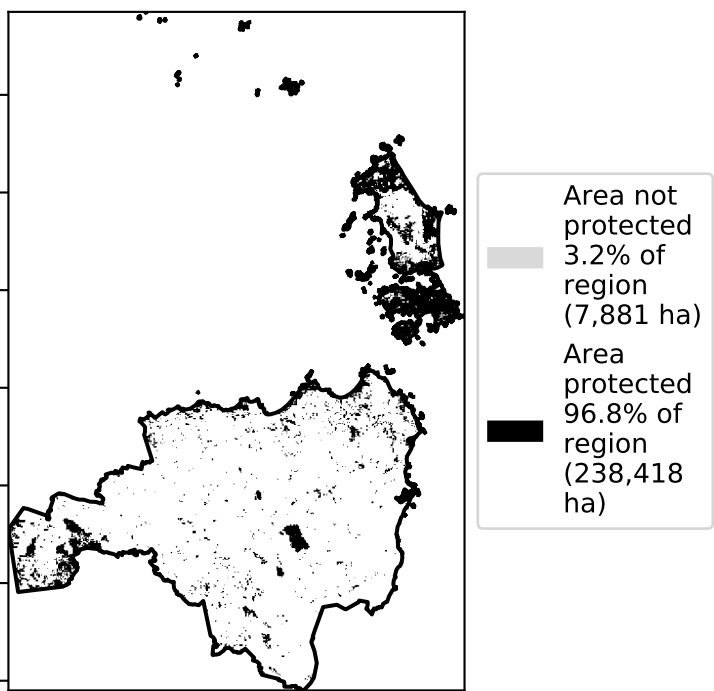 Area not
protected
3.2% of
region
(7,881 ha)
Area
protected
96.8% of
region
(238,418
ha)